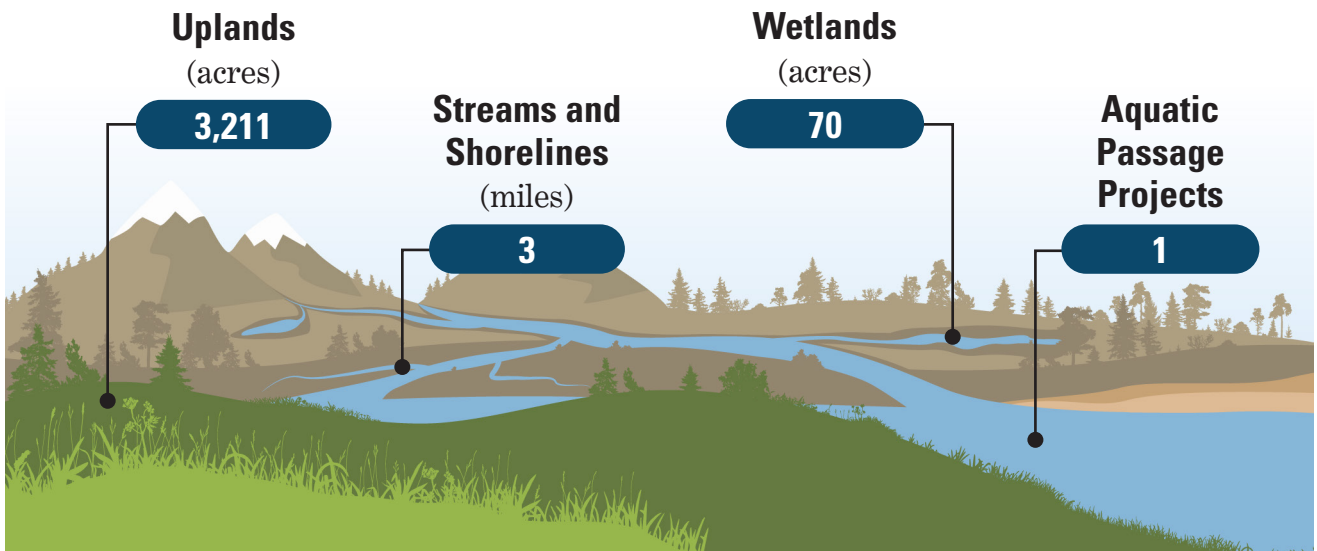 Uplands
(acres)
3,211
Streams and
Shorelines
(miles)
3
Wetlands
(acres)
70
Aquatic
Passage
Projects
1